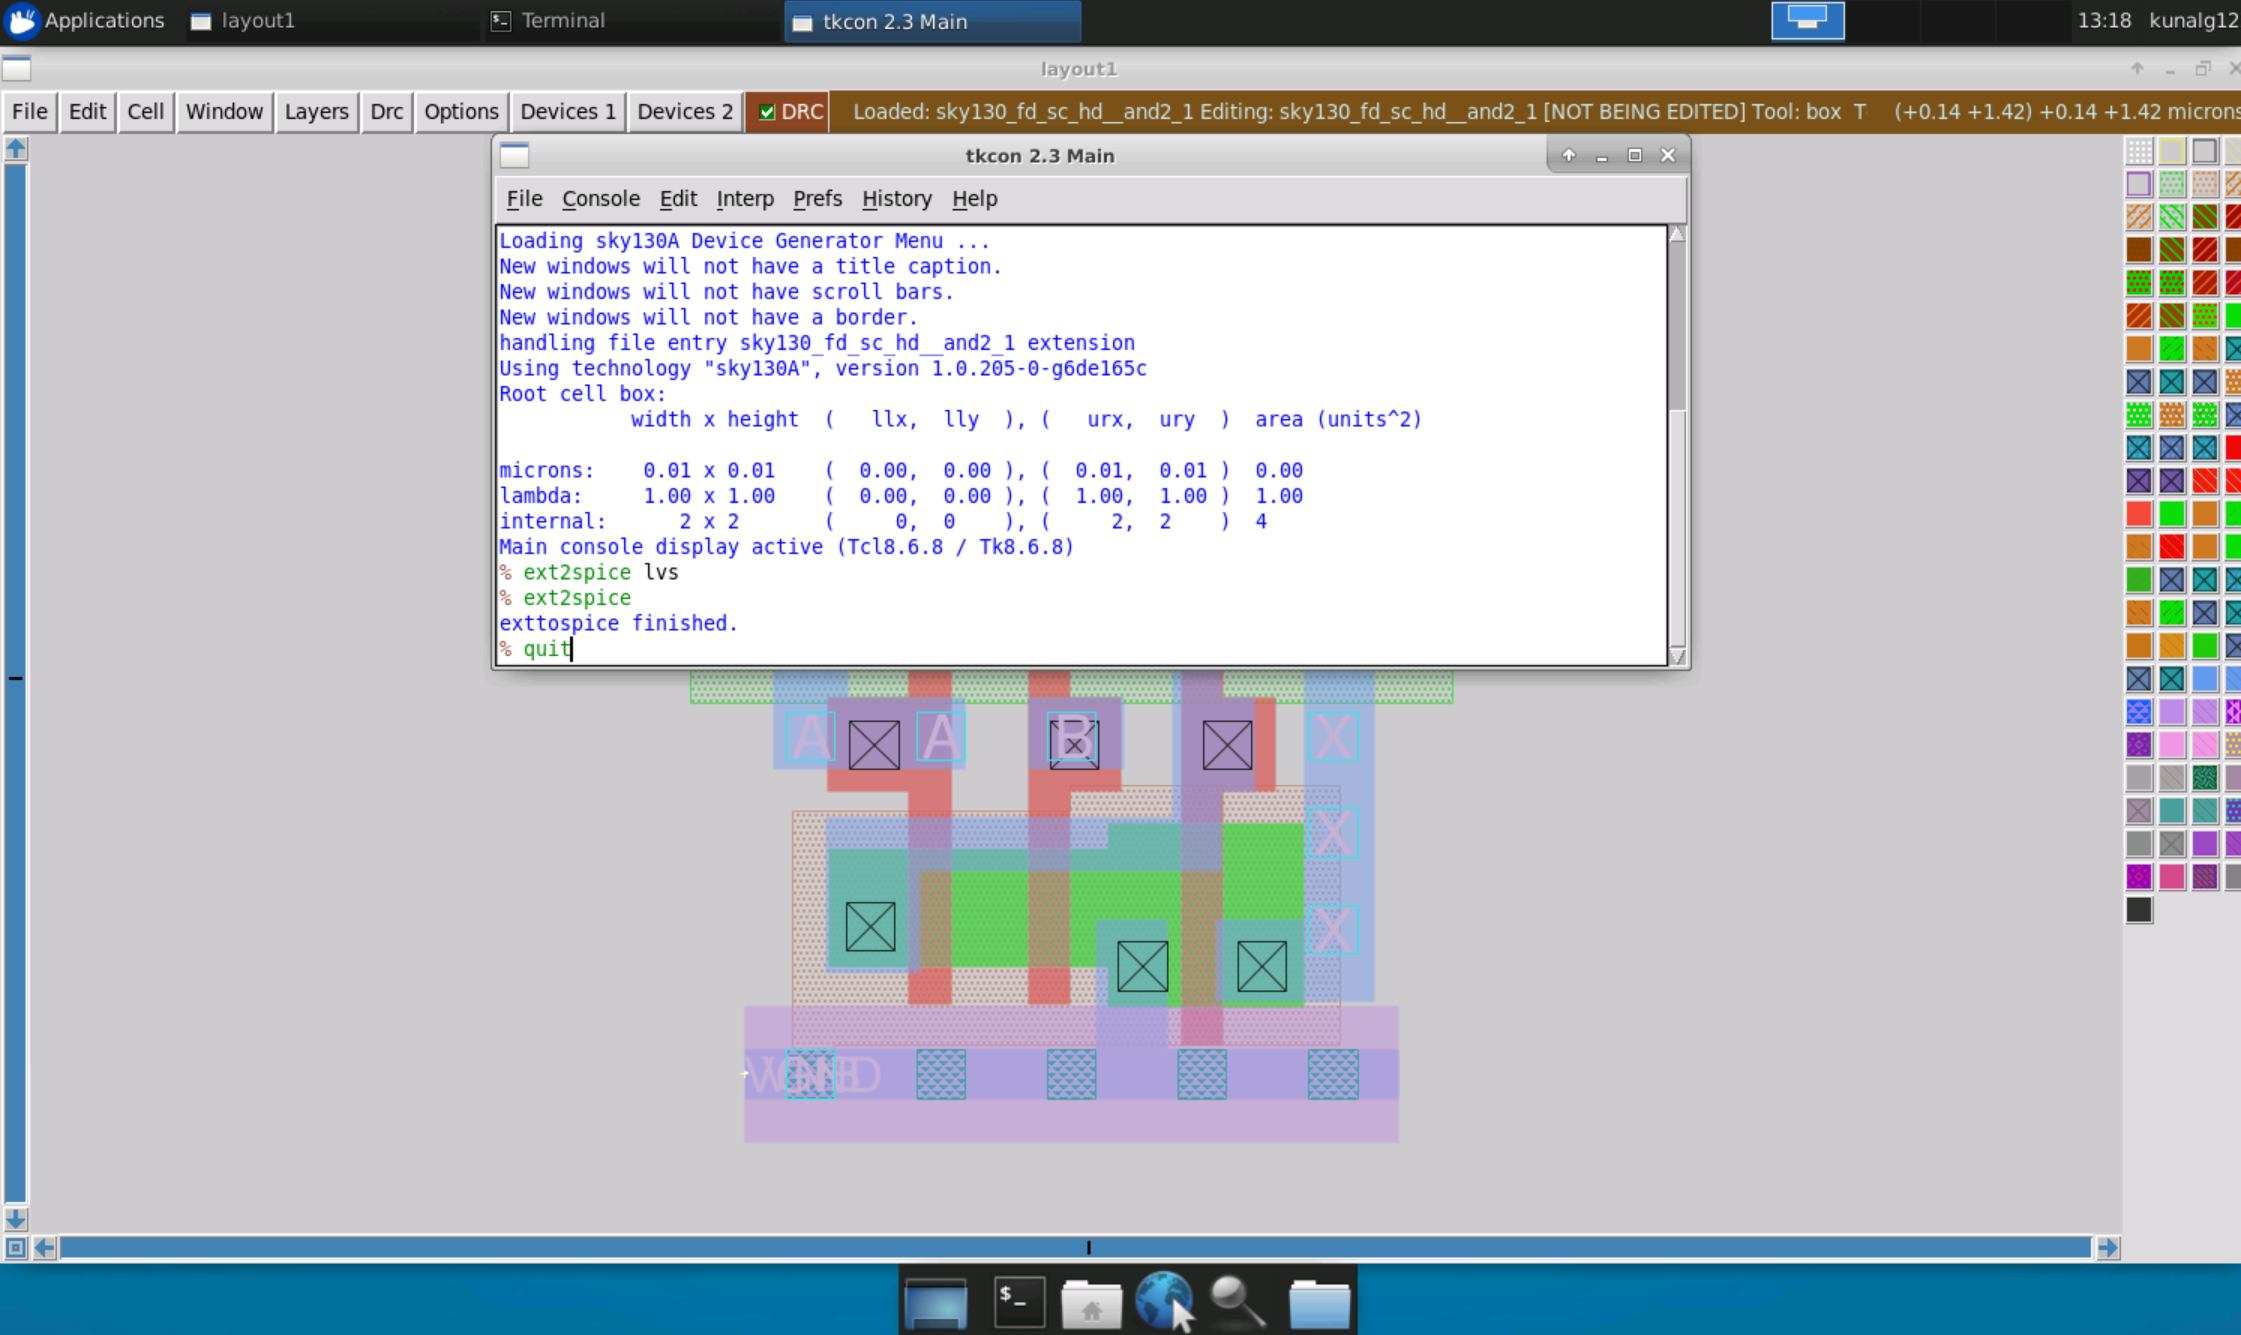 Applications layout1 Terminal tkcon 2.3 Main 13:18 kunalg12
layout1
File Edit Cell Window Layers Drc Options Devices 1 Devices 2 DRC Loaded: sky130_fd_sc_hd__and2_1 Editing: sky130_fd_sc_hd__and2_1 [NOT BEING EDITED] Tool: box T (+0.14 +1.42) +0.14 +1.42 microns
tkcon 2.3 Main
File Console Edit Interp Prefs History Help
Loading sky130A Device Generator Menu ...
New windows will not have a title caption.
New windows will not have scroll bars.
New windows will not have a border.
handling file entry sky130_fd_sc_hd__and2_1 extension
Using technology "sky130A", version 1.0.205-0-g6de165c
Root cell box:
width x height ( llx, lly ), ( urx, ury ) area (units^2)
microns: 0.01 x 0.01 ( 0.00, 0.00 ), ( 0.01, 0.01 ) 0.00
lambda: 1.00 x 1.00 ( 0.00, 0.00 ), ( 1.00, 1.00 ) 1.00
internal: 2 x 2 ( 0, 0 ), ( 2, 2 ) 4
Main console display active (Tcl8.6.8 / Tk8.6.8)
% ext2spice lvs
% ext2spice
exttospice finished.
% quit
A A B X
X
X
$_